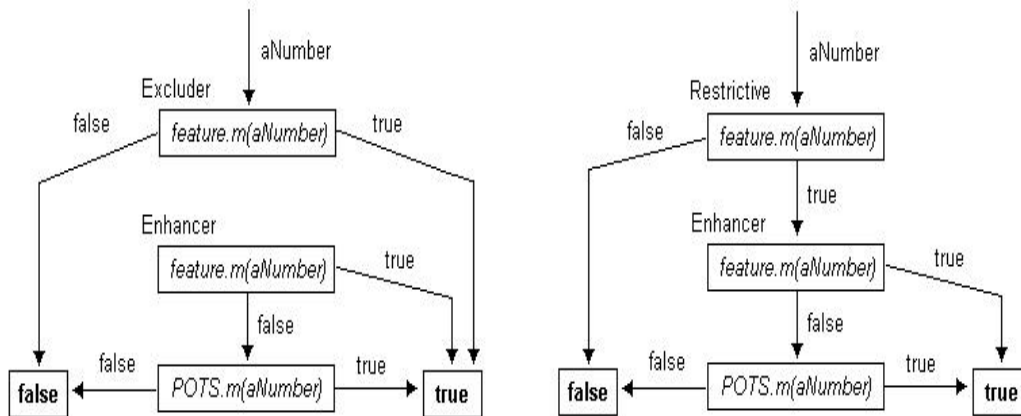 aNumber
Excluder
false
feature.m(aNumber)
true
Enhancer
feature.m(aNumber)
true
false
false
POTS.m(aNumber)
true
false
true
aNumber
Restrictive
false
feature.m(aNumber)
true
Enhancer
feature.m(aNumber)
true
false
false
POTS.m(aNumber)
true
false
true